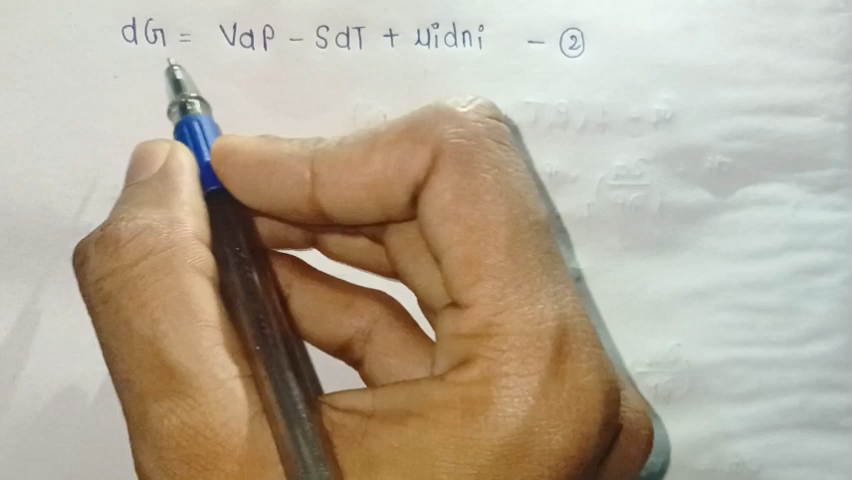 dG = VdP - SdT + μidni - ②